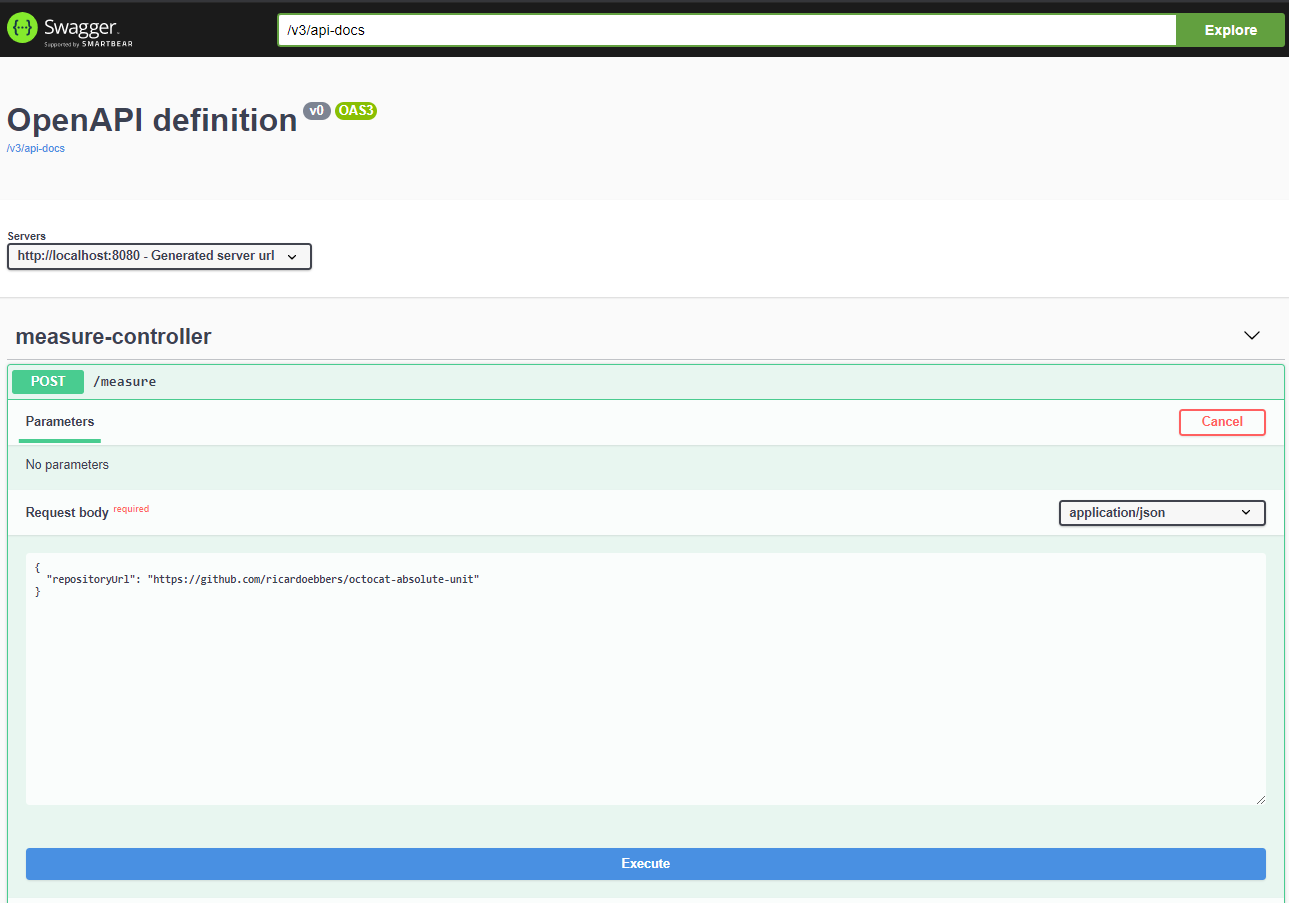 Swagger.
Supported by SMARTBEAR
/v3/api-docs
Explore
OpenAPI definition v0 OAS3
/v3/api-docs
Servers
http://localhost:8080 - Generated server url
measure-controller
POST /measure
Parameters
Cancel
No parameters
Request body required
application/json
{
"repositoryUrl": "https://github.com/ricardoebbers/octocat-absolute-unit"
}
Execute